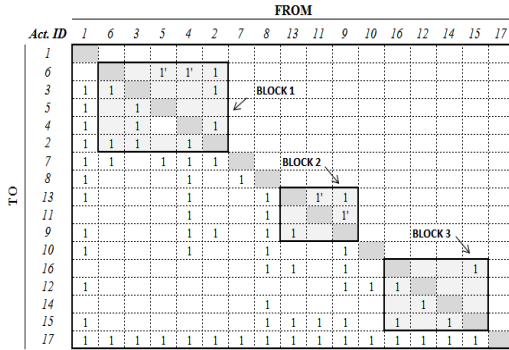 FROM
Act. ID 1 6 3 5 4 2 7 8 13 11 9 10 16 12 14 15 17
TO
1
6 1' 1' 1
3 1 1 1 BLOCK 1
5 1 1
4 1 1 1
2 1 1 1 1
7 1 1 1 1 1 BLOCK 2
8 1 1 1
13 1 1 1 1' 1
11 1 1 1'
9 1 1 1 1 1 BLOCK 3
10 1 1 1 1
16 1 1 1 1
12 1 1 1 1
14 1 1
15 1 1 1 1 1 1 1
17 1 1 1 1 1 1 1 1 1 1 1 1 1 1 1 1